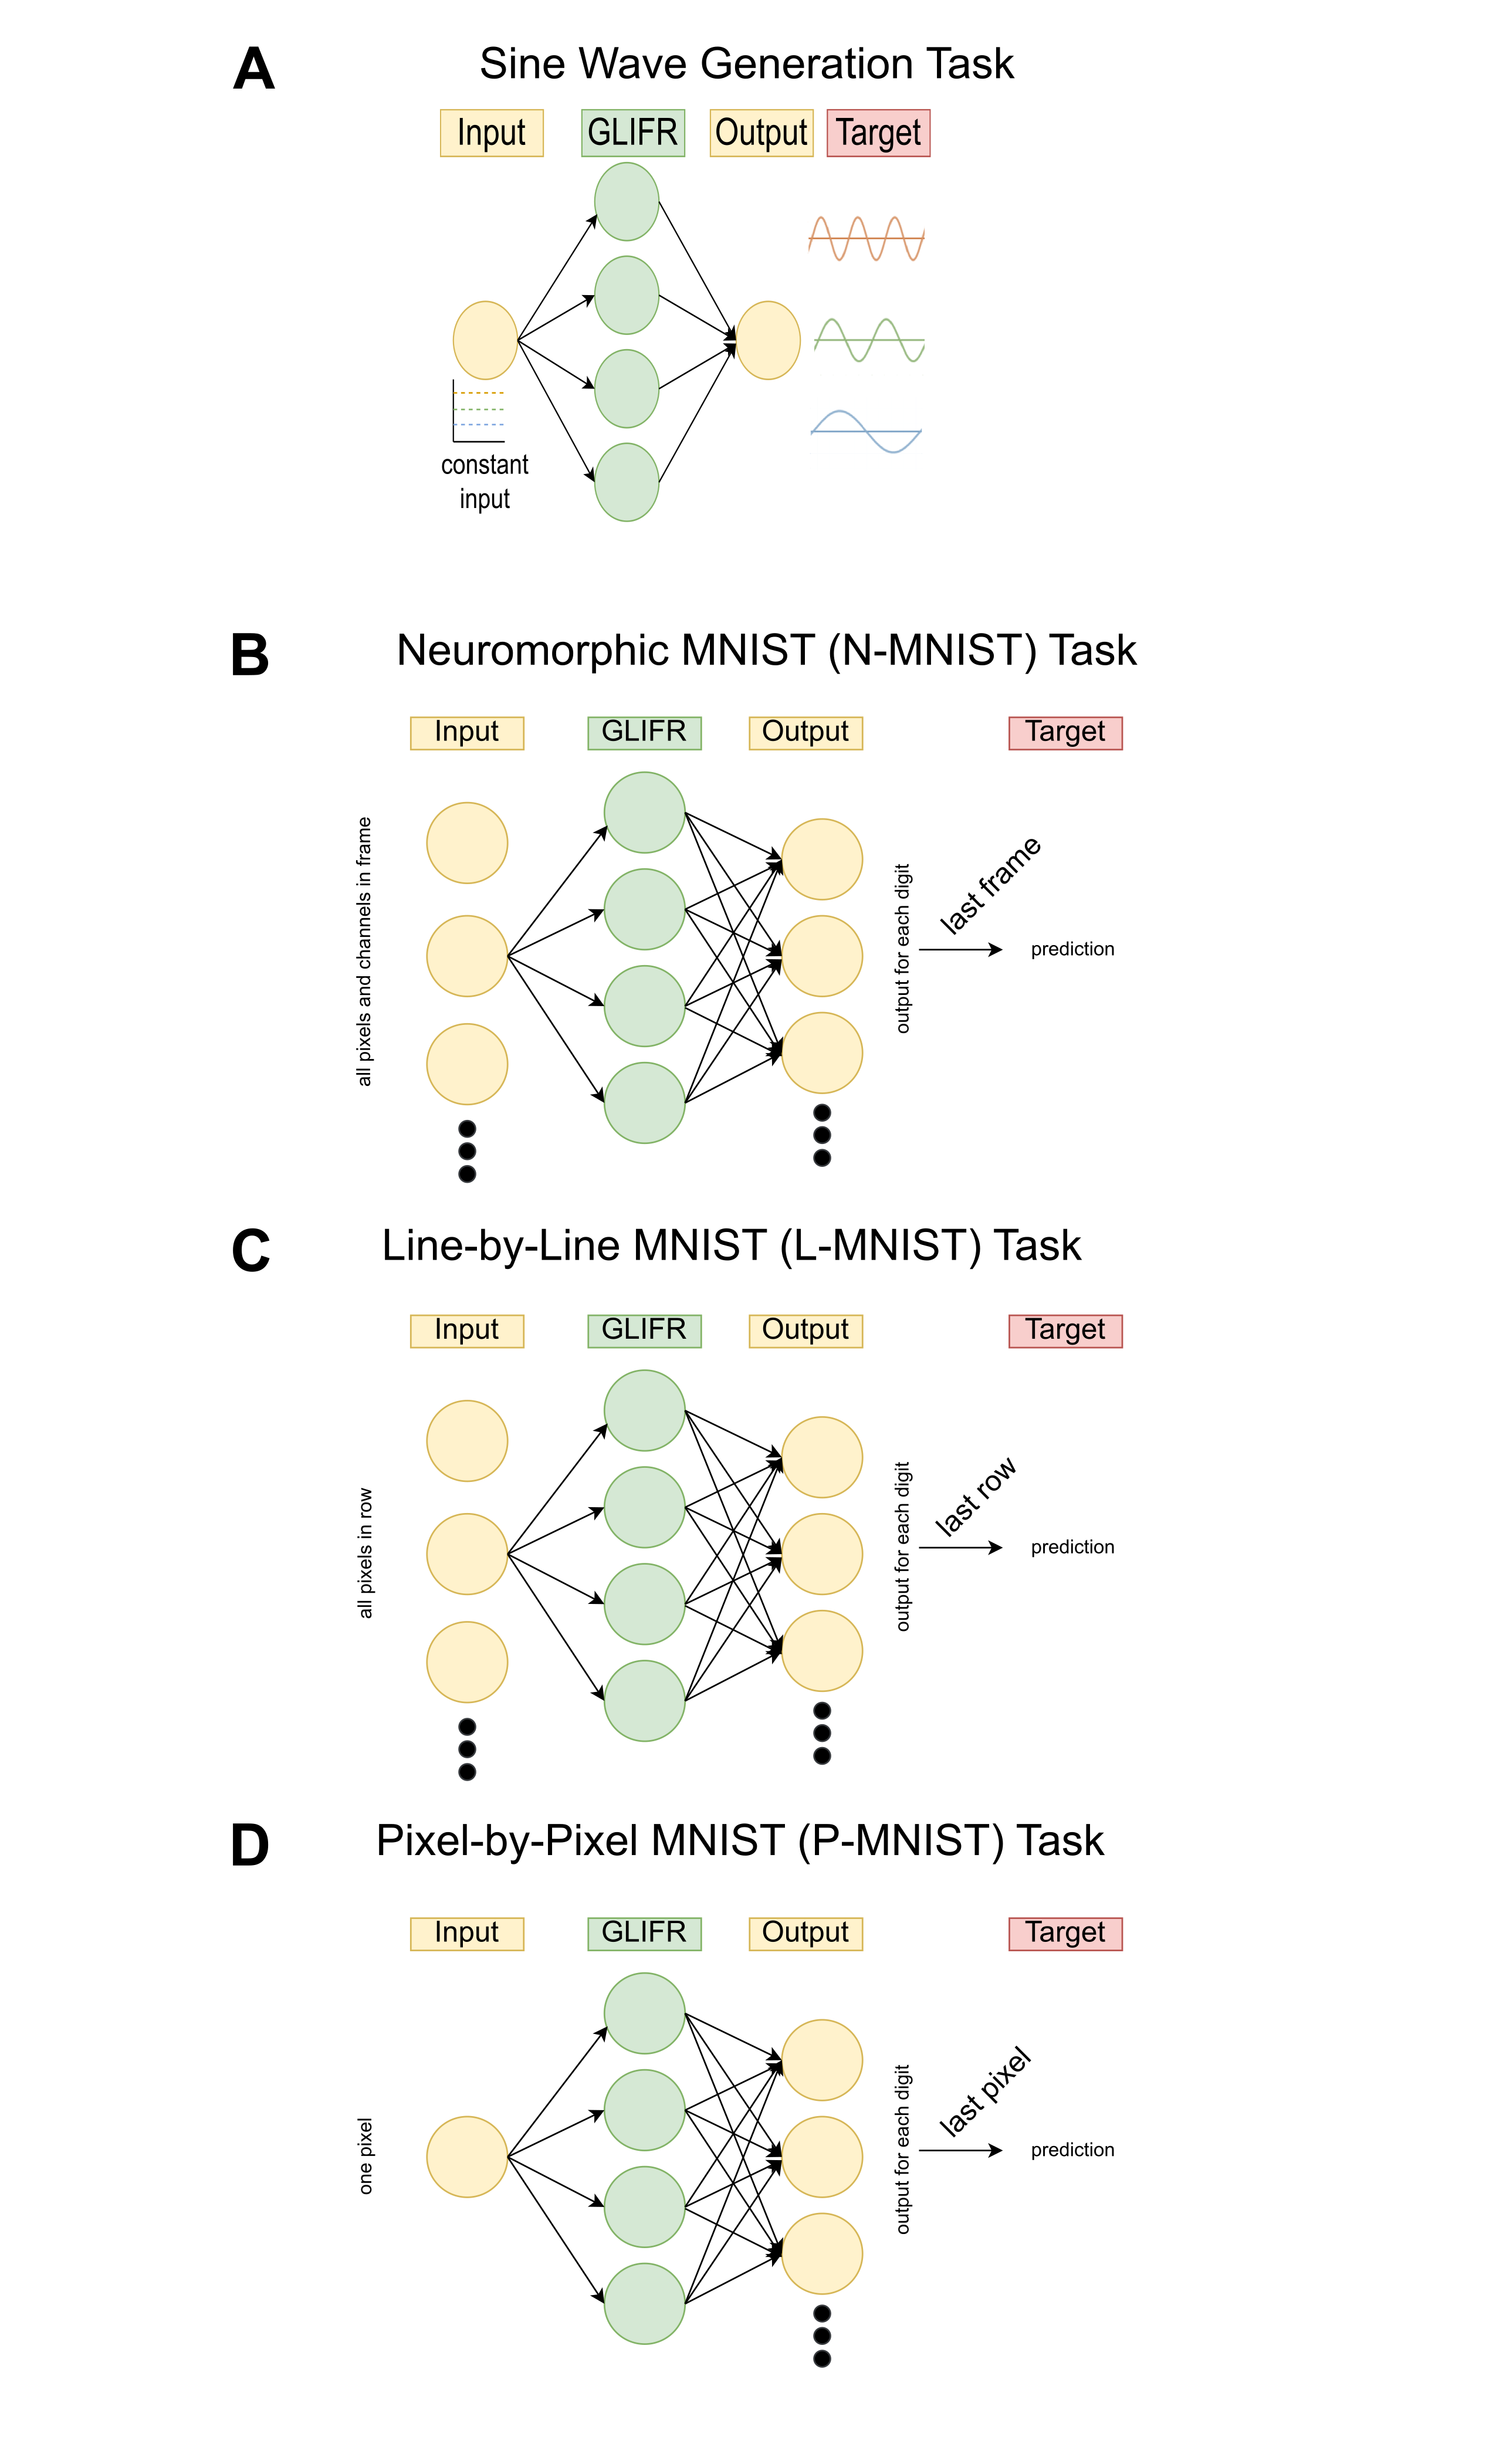 A
Sine Wave Generation Task
Input
GLIFR
Output
Target
constant
input
B
Neuromorphic MNIST (N-MNIST) Task
Input
GLIFR
Output
Target
all pixels and channels in frame
output for each digit
last frame
prediction
C
Line-by-Line MNIST (L-MNIST) Task
Input
GLIFR
Output
Target
all pixels in row
output for each digit
last row
prediction
D
Pixel-by-Pixel MNIST (P-MNIST) Task
Input
GLIFR
Output
Target
one pixel
output for each digit
last pixel
prediction